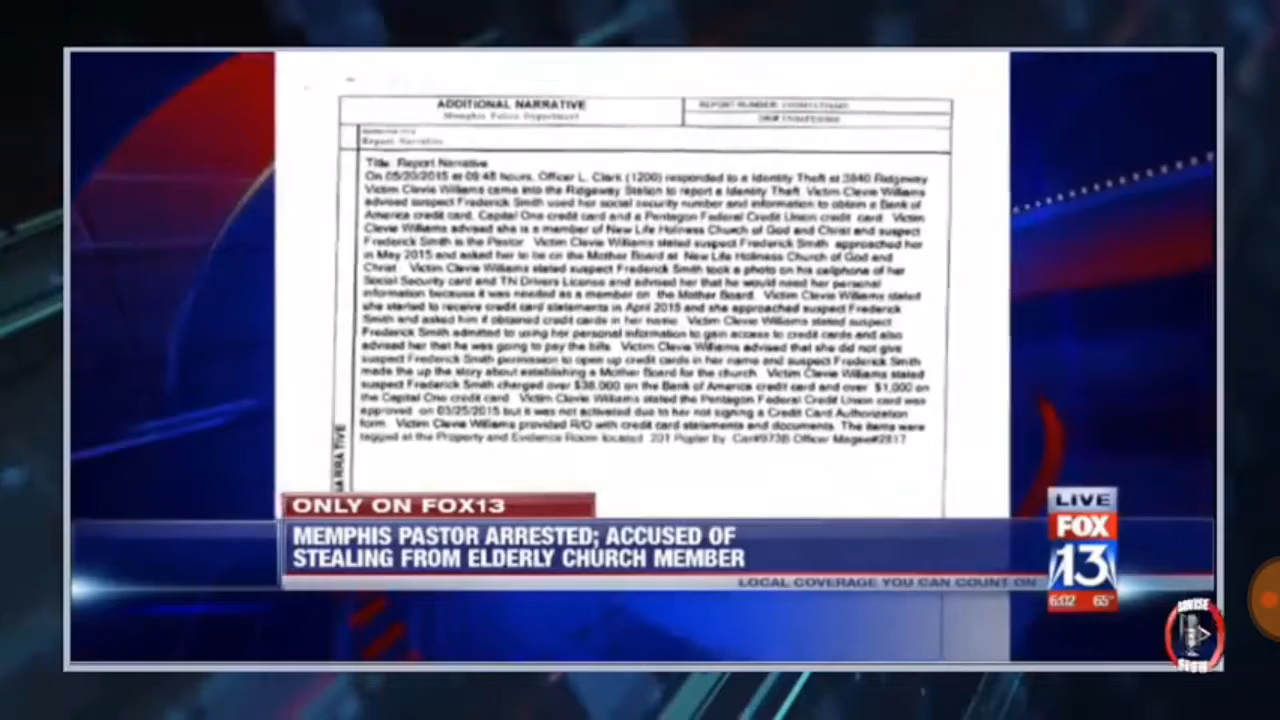 ADDITIONAL NARRATIVE
Memphis Police Department
REPORT NUMBER:
Report Narrative
Title: Report Narrative
On 05/20/2015 at 09:48 hours, Officer L. Clark (1200) responded to a Identity Theft at 3840 Ridgeway
Victim Clevie Williams came into the Ridgeway Station to report a Identity Theft. Victim Clevie Williams
advised suspect Frederick Smith used her social security number and information to obtain a Bank of
America credit card, Capital One credit card and a Pentagon Federal Credit Union credit card. Victim
Clevie Williams advised she is a member of New Life Holiness Church of God and Christ and suspect
Frederick Smith is the Pastor. Victim Clevie Williams stated suspect Frederick Smith approached her
in May 2015 and asked her to be on the Mother Board at New Life Holiness Church of God and
Christ. Victim Clevie Williams stated suspect Frederick Smith took a photo on his cellphone of her
Social Security card and TN Drivers License and advised her that he would need her personal
information because it was needed as a member on the Mother Board. Victim Clevie Williams stated
she started to receive credit card statements in April 2015 and she approached suspect Frederick
Smith and asked him if obtained credit cards in her name. Victim Clevie Williams stated suspect
Frederick Smith admitted to using her personal information to gain access to credit cards and also
advised her that he was going to pay the bills. Victim Clevie Williams advised that she did not give
suspect Frederick Smith permission to open up credit cards in her name and suspect Frederick Smith
made the up the story about establishing a Mother Board for the church. Victim Clevie Williams stated
suspect Frederick Smith charged over $38,000 on the Bank of America credit card and over $1,000 on
the Capital One credit card. Victim Clevie Williams stated the Pentagon Federal Credit Union card was
approved on 03/25/2015 but it was not activated due to her not signing a Credit Card Authorization
form. Victim Clevie Williams provided R/O with credit card statements and documents. The items were
tagged at the Property and Evidence Room located 201 Poplar by Car#973B Officer Magee#2817
ONLY ON FOX13
MEMPHIS PASTOR ARRESTED; ACCUSED OF
STEALING FROM ELDERLY CHURCH MEMBER
LOCAL COVERAGE YOU CAN COUNT ON
LIVE
FOX
13
6:02 65°
SHOW